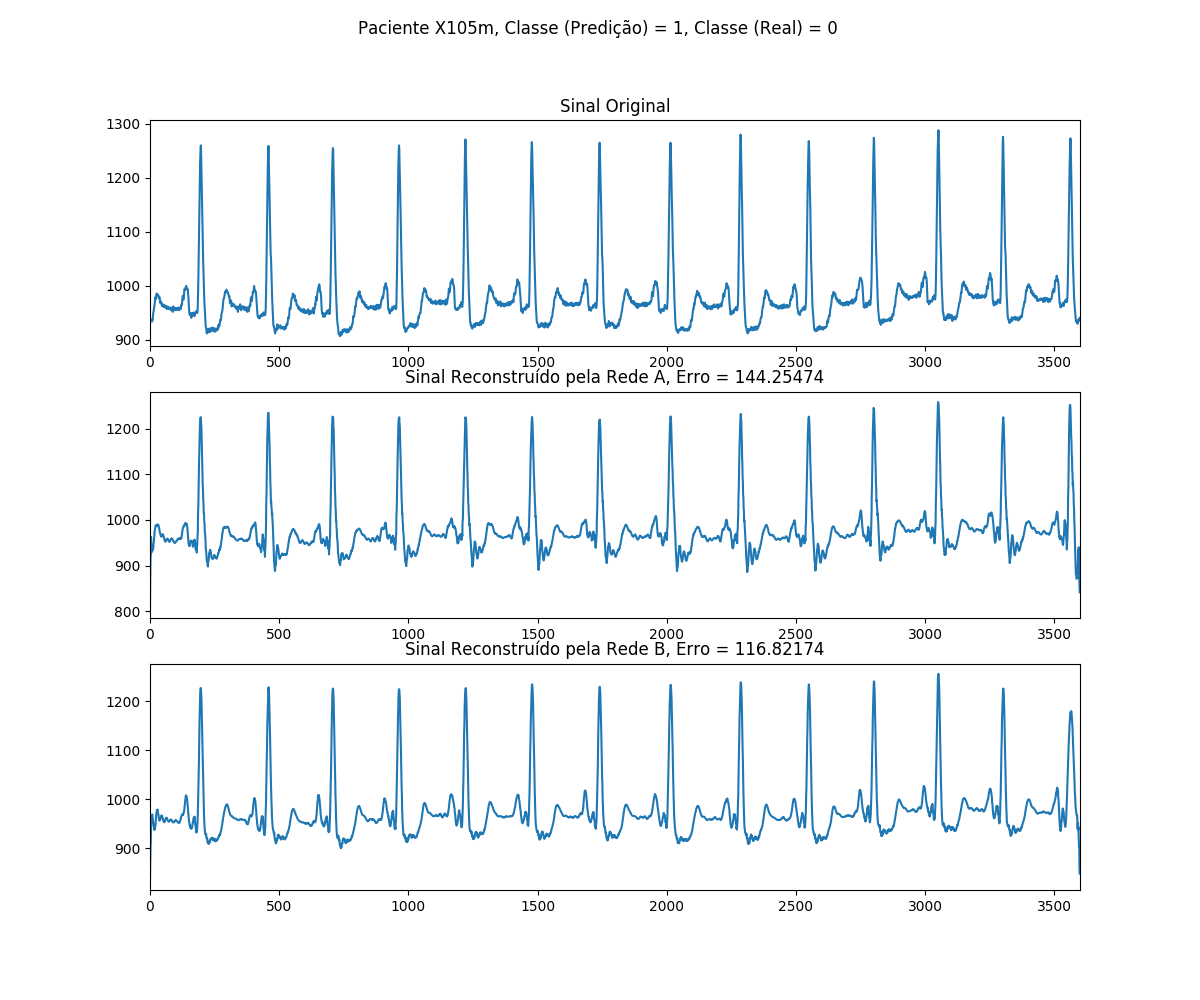 Paciente X105m, Classe (Predição) = 1, Classe (Real) = 0
Sinal Original
1300
1200
1100
1000
900
0 500 1000 1500 2000 2500 3000 3500
Sinal Reconstruído pela Rede A, Erro = 144.25474
1200
1100
1000
900
800
0 500 1000 1500 2000 2500 3000 3500
Sinal Reconstruído pela Rede B, Erro = 116.82174
1200
1100
1000
900
0 500 1000 1500 2000 2500 3000 3500